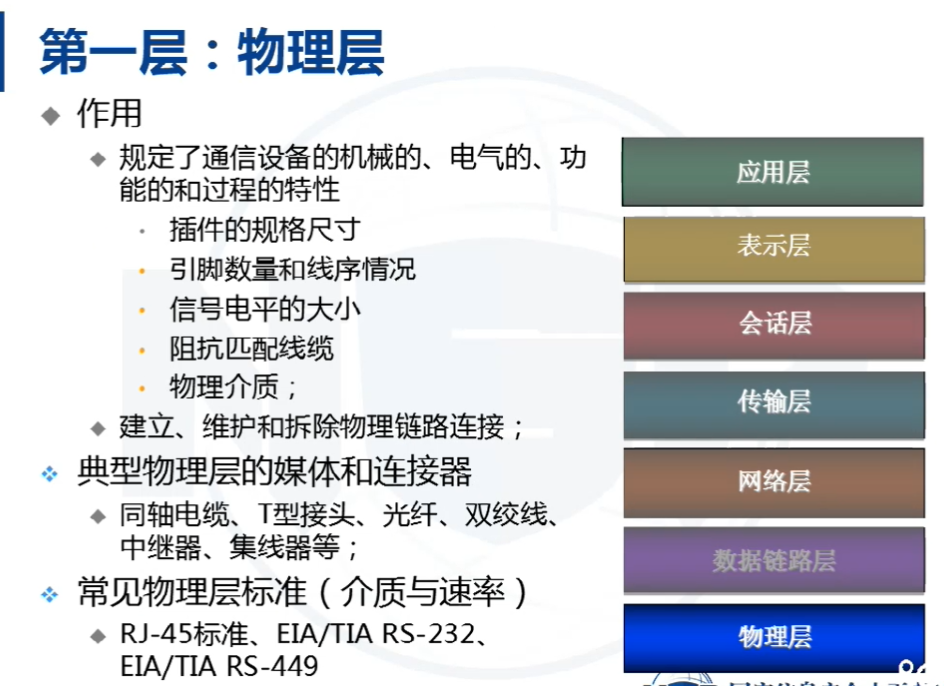 第一层：物理层
作用
规定了通信设备的机械的、电气的、功
能的和过程的特性
插件的规格尺寸
引脚数量和线序情况
信号电平的大小
阻抗匹配线缆
物理介质；
建立、维护和拆除物理链路连接；
典型物理层的媒体和连接器
同轴电缆、T型接头、光纤、双绞线、
中继器、集线器等；
常见物理层标准（介质与速率）
RJ-45标准、EIA/TIA RS-232、
EIA/TIA RS-449
应用层
表示层
会话层
传输层
网络层
数据链路层
物理层